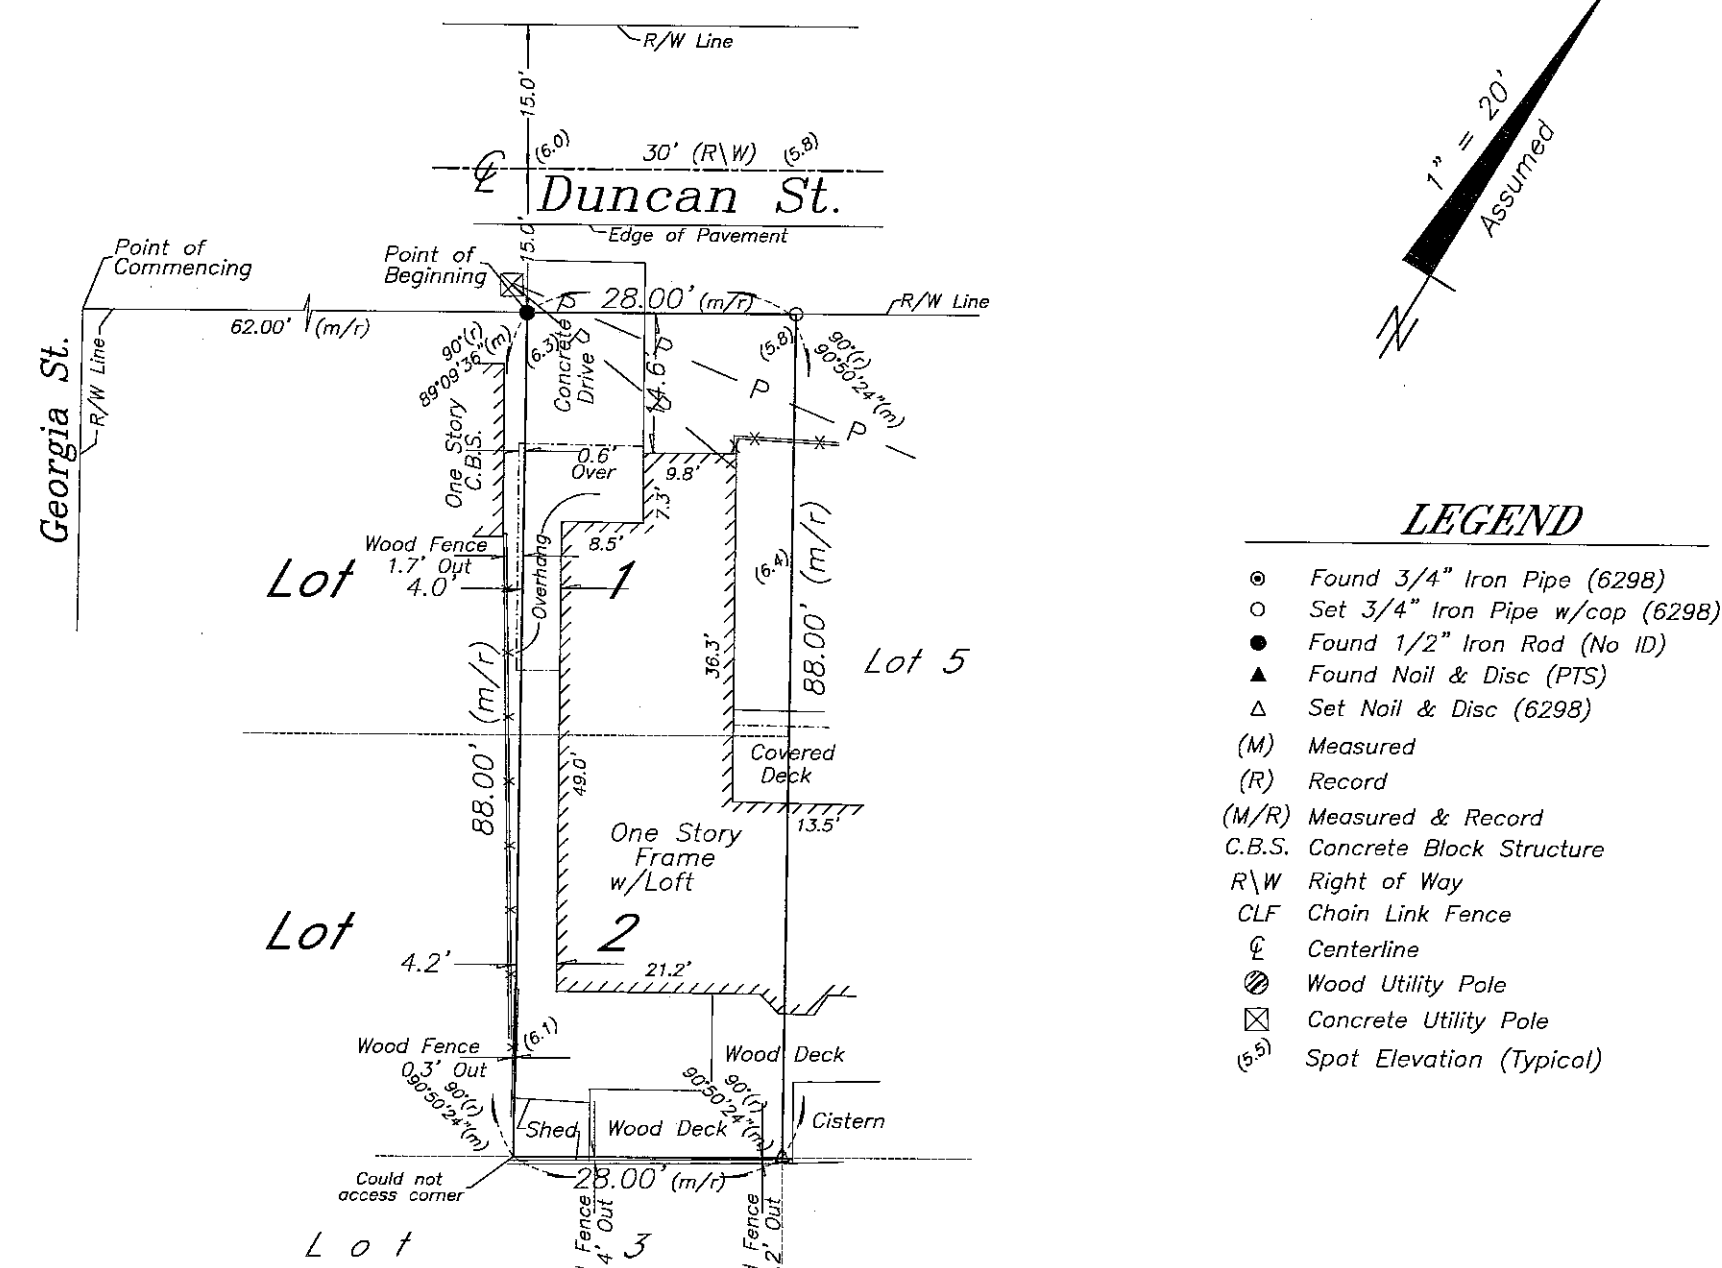 R/W Line
15.0'
(6.0)
30' (R\W)
(5.8)
℄
Duncan St.
15.0'
Edge of Pavement
Point of
Commencing
Point of
Beginning
28.00' (m/r)
R/W Line
62.00' (m/r)
Georgia St.
R/W Line
90°(r)
89°09'36"(m)
(6.3)
Concrete
Drive
P
P
P
P
P
P
(5.8)
90°(r)
90°50'24"(m)
One Story
C.B.S.
0.6'
Over
9.8'
7.3'
8.5'
Wood Fence
1.7' Out
4.0'
Overhang
Lot 1
(6.4)
88.00' (m/r)
36.3'
Lot 5
88.00' (m/r)
49.0'
Covered
Deck
13.5'
One Story
Frame
w/Loft
Lot 2
4.2'
21.2'
(6.1)
Wood Fence
0.3' Out
90°(r)
90°50'24"(m)
Wood Deck
90°(r)
90°50'24"(m)
Shed
Wood Deck
Cistern
Could not
access corner
28.00' (m/r)
Fence
4' Out
Fence
2' Out
Lot 3
1" = 20'
Assumed
N
LEGEND
Found 3/4" Iron Pipe (6298)
Set 3/4" Iron Pipe w/cap (6298)
Found 1/2" Iron Rod (No ID)
Found Nail & Disc (PTS)
Set Nail & Disc (6298)
(M) Measured
(R) Record
(M/R) Measured & Record
C.B.S. Concrete Block Structure
R\W Right of Way
CLF Chain Link Fence
℄ Centerline
Wood Utility Pole
Concrete Utility Pole
(5.5) Spot Elevation (Typical)